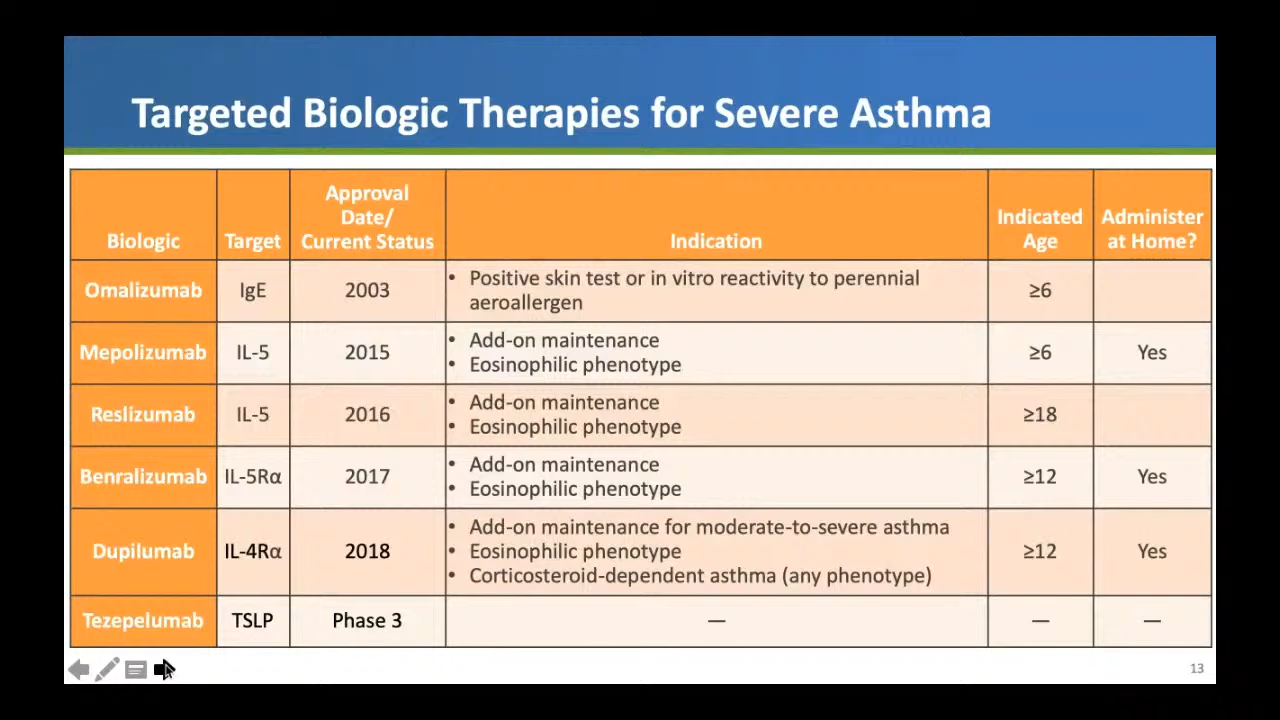 Targeted Biologic Therapies for Severe Asthma
Biologic
Target
Approval
Date/
Current Status
Indication
Indicated
Age
Administer
at Home?
Omalizumab
IgE
2003
• Positive skin test or in vitro reactivity to perennial
aeroallergen
≥6
Mepolizumab
IL-5
2015
• Add-on maintenance
• Eosinophilic phenotype
≥6
Yes
Reslizumab
IL-5
2016
• Add-on maintenance
• Eosinophilic phenotype
≥18
Benralizumab
IL-5Rα
2017
• Add-on maintenance
• Eosinophilic phenotype
≥12
Yes
Dupilumab
IL-4Rα
2018
• Add-on maintenance for moderate-to-severe asthma
• Eosinophilic phenotype
• Corticosteroid-dependent asthma (any phenotype)
≥12
Yes
Tezepelumab
TSLP
Phase 3
—
—
—
13